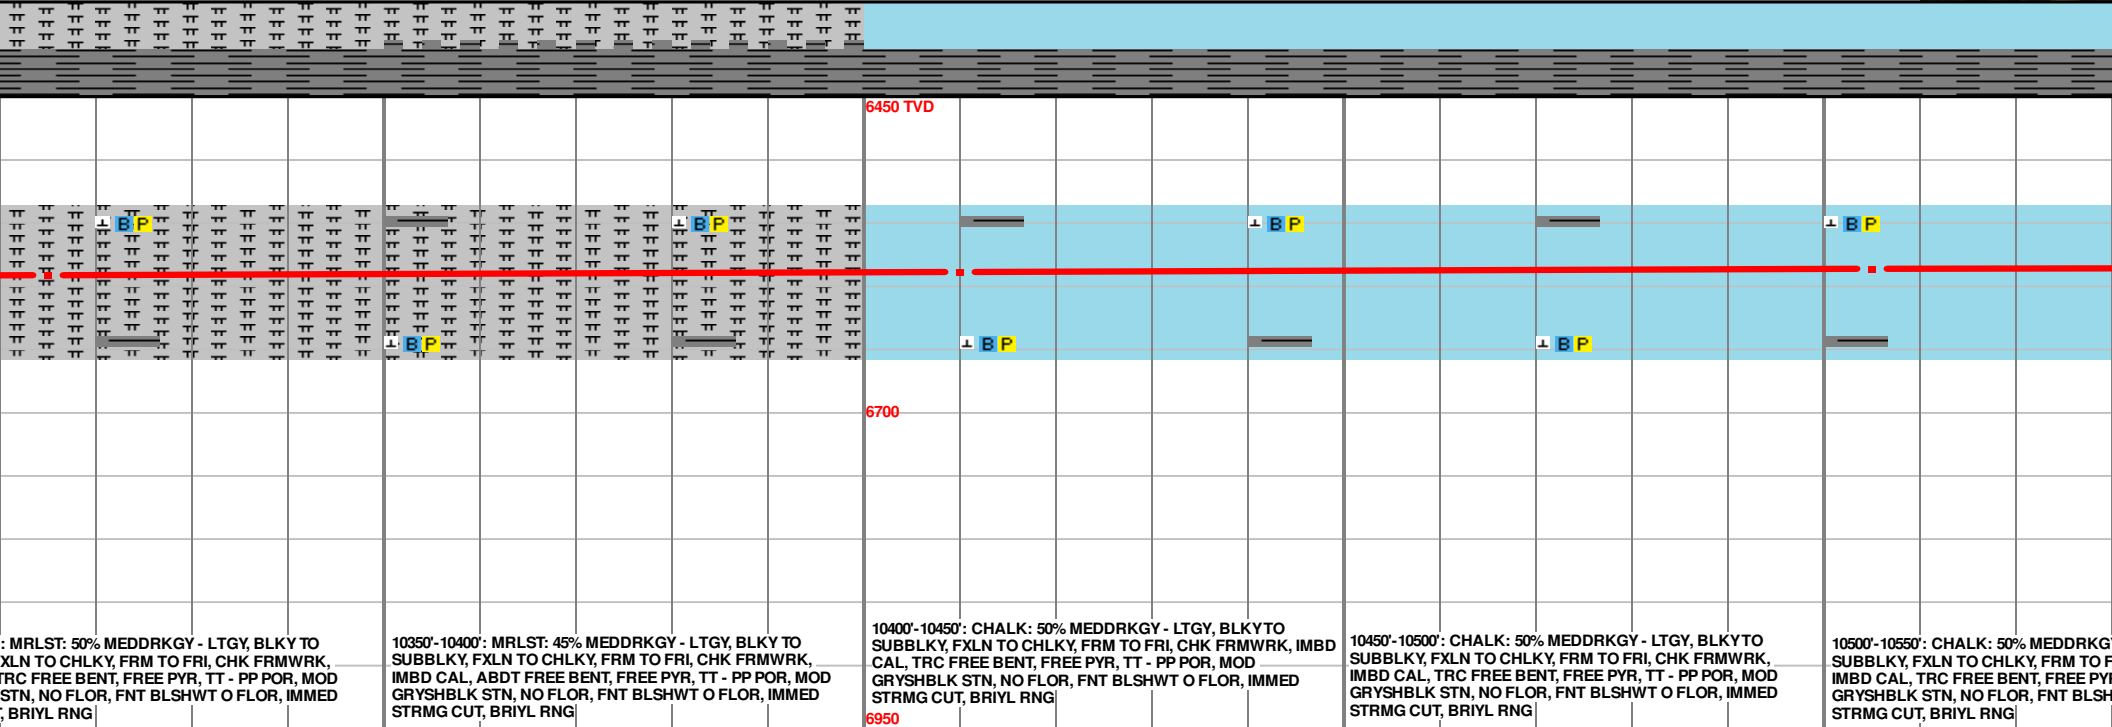 6450 TVD
B P
B P
B P
B P
B P
B P
B P
6700
: MRLST: 50% MEDDRKGY - LTGY, BLKY TO
XLN TO CHLKY, FRM TO FRI, CHK FRMWRK,
TRC FREE BENT, FREE PYR, TT - PP POR, MOD
STN, NO FLOR, FNT BLSHWT O FLOR, IMMED
, BRIYL RNG
10350'-10400': MRLST: 45% MEDDRKGY - LTGY, BLKY TO
SUBBLKY, FXLN TO CHLKY, FRM TO FRI, CHK FRMWRK,
IMBD CAL, ABDT FREE BENT, FREE PYR, TT - PP POR, MOD
GRYSHBLK STN, NO FLOR, FNT BLSHWT O FLOR, IMMED
STRMG CUT, BRIYL RNG
10400'-10450': CHALK: 50% MEDDRKGY - LTGY, BLKY TO
SUBBLKY, FXLN TO CHLKY, FRM TO FRI, CHK FRMWRK, IMBD
CAL, TRC FREE BENT, FREE PYR, TT - PP POR, MOD
GRYSHBLK STN, NO FLOR, FNT BLSHWT O FLOR, IMMED
STRMG CUT, BRIYL RNG
10450'-10500': CHALK: 50% MEDDRKGY - LTGY, BLKY TO
SUBBLKY, FXLN TO CHLKY, FRM TO FRI, CHK FRMWRK,
IMBD CAL, TRC FREE BENT, FREE PYR, TT - PP POR, MOD
GRYSHBLK STN, NO FLOR, FNT BLSHWT O FLOR, IMMED
STRMG CUT, BRIYL RNG
10500'-10550': CHALK: 50% MEDDRKG
SUBBLKY, FXLN TO CHLKY, FRM TO F
IMBD CAL, TRC FREE BENT, FREE PY
GRYSHBLK STN, NO FLOR, FNT BLSH
STRMG CUT, BRIYL RNG
6950